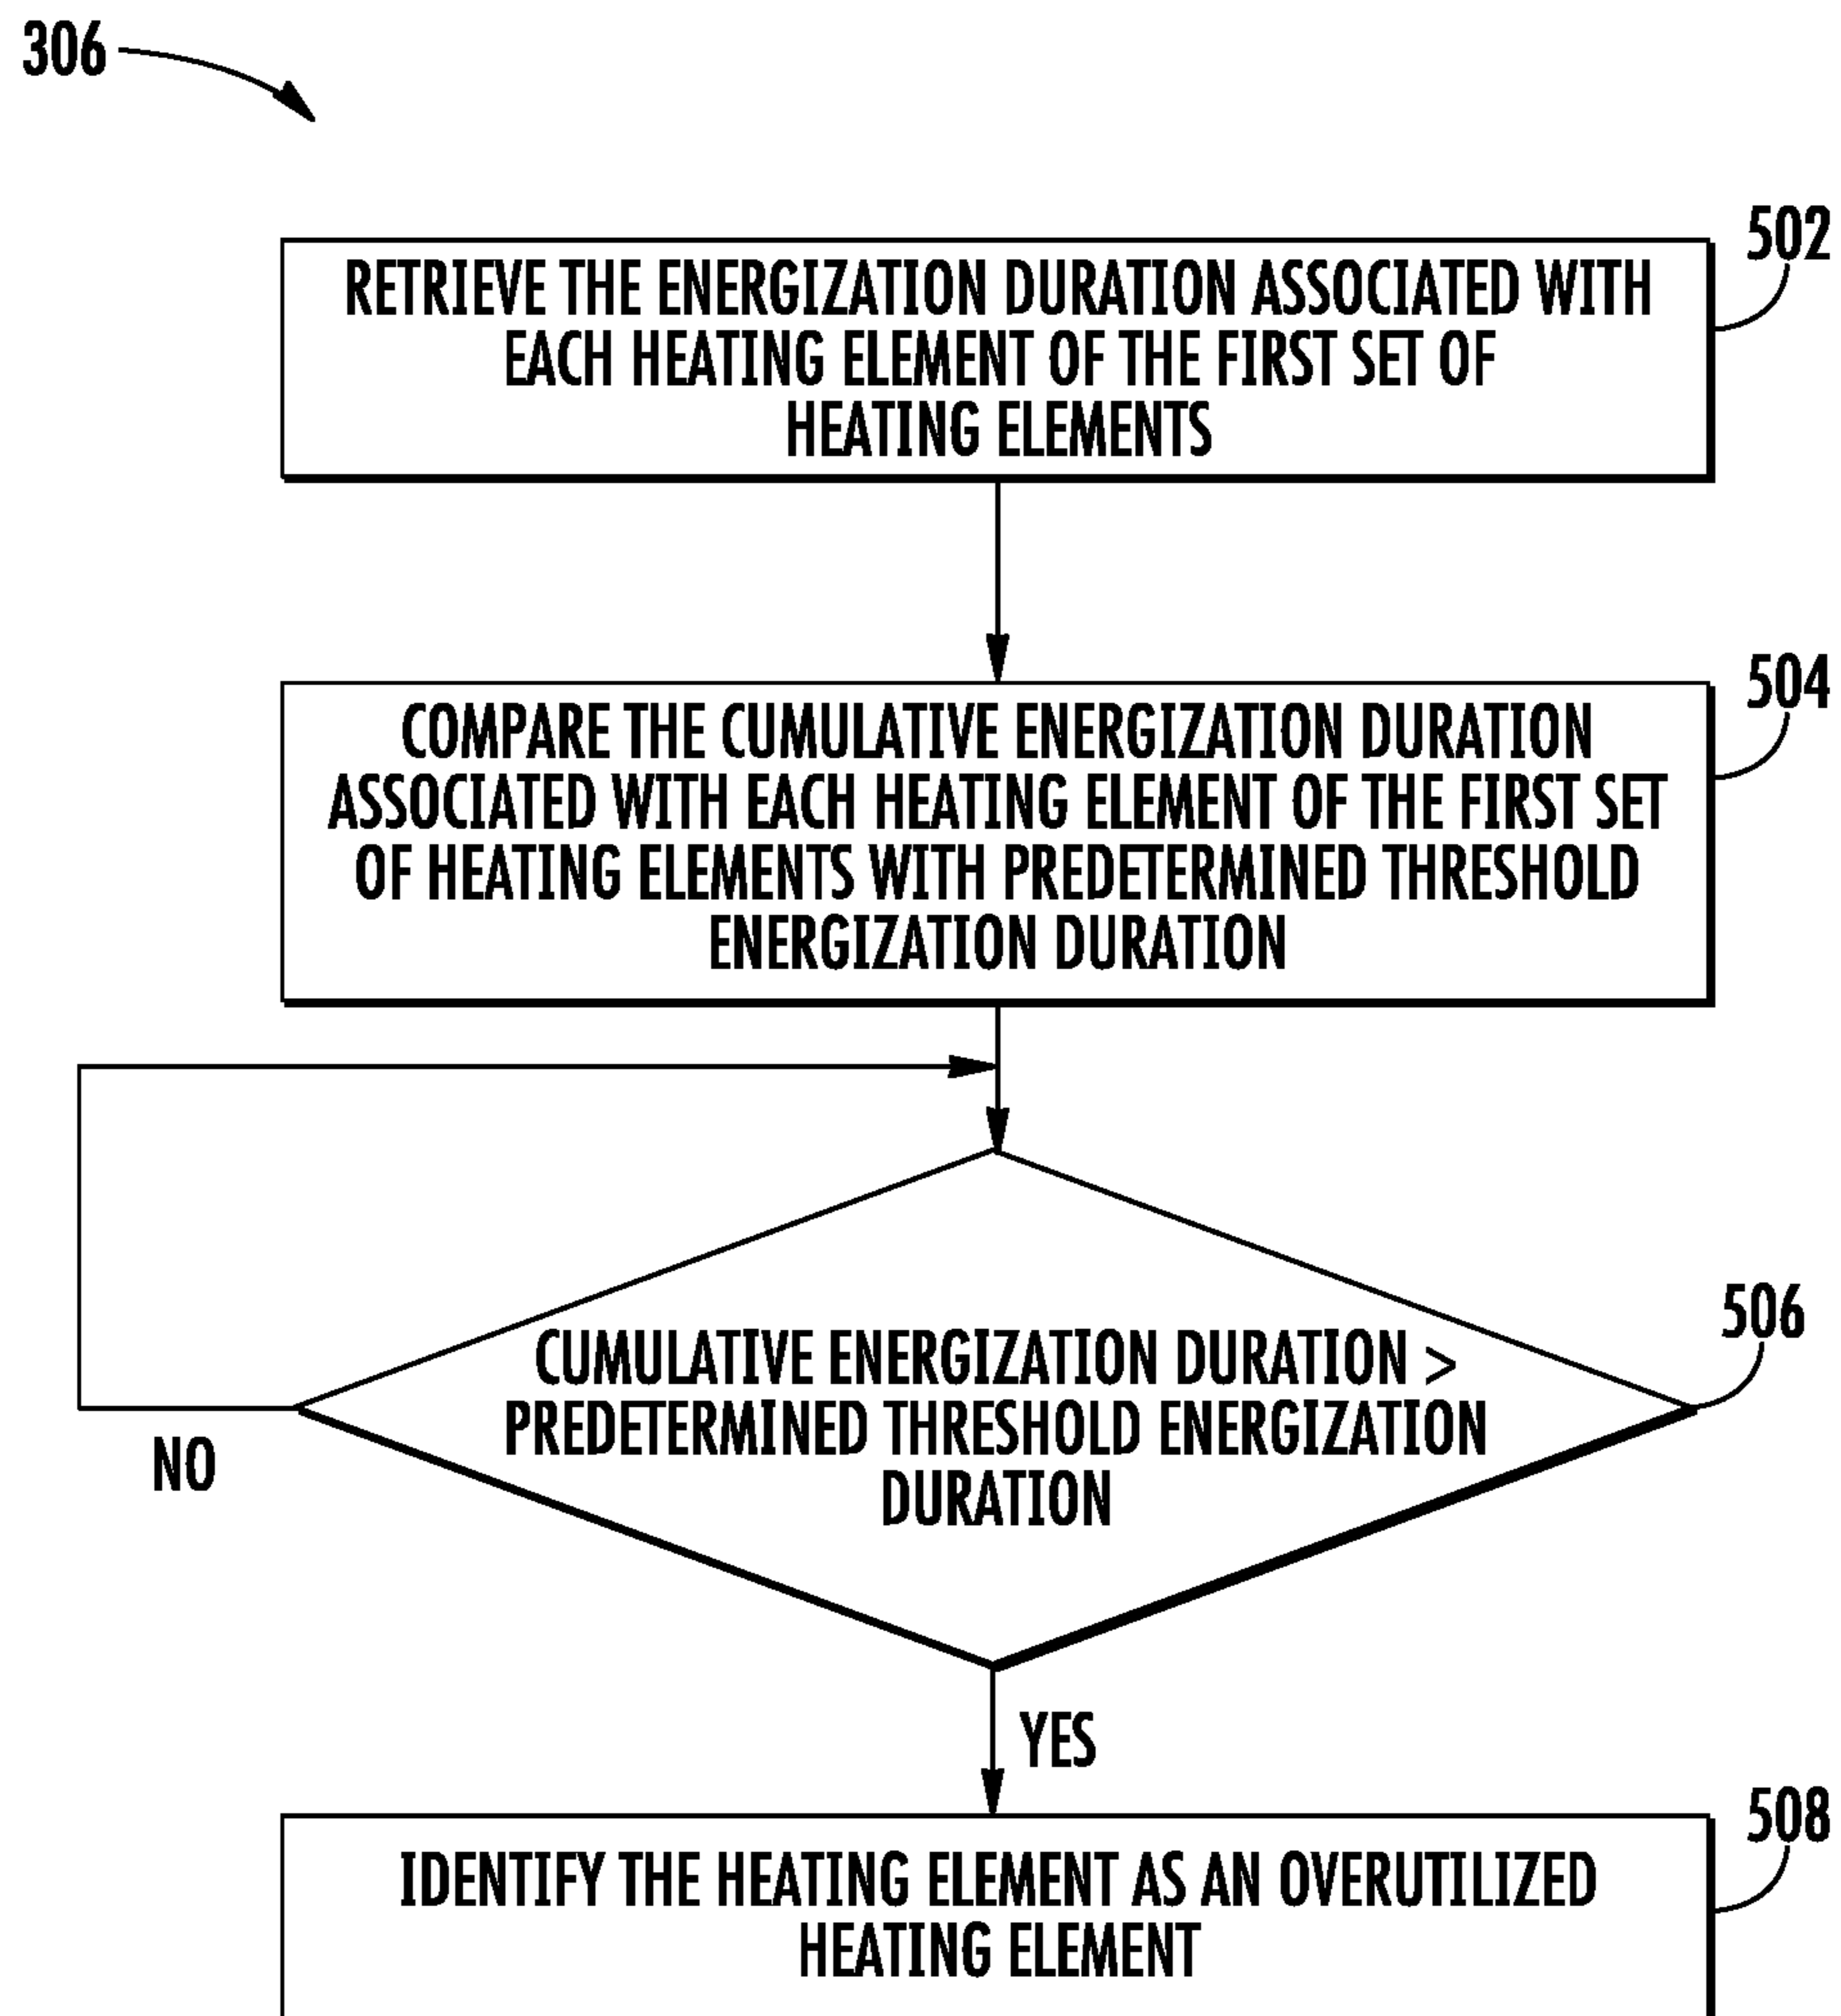 306
502
RETRIEVE THE ENERGIZATION DURATION ASSOCIATED WITH
EACH HEATING ELEMENT OF THE FIRST SET OF
HEATING ELEMENTS
504
COMPARE THE CUMULATIVE ENERGIZATION DURATION
ASSOCIATED WITH EACH HEATING ELEMENT OF THE FIRST SET
OF HEATING ELEMENTS WITH PREDETERMINED THRESHOLD
ENERGIZATION DURATION
506
CUMULATIVE ENERGIZATION DURATION >
PREDETERMINED THRESHOLD ENERGIZATION
DURATION
NO
YES
508
IDENTIFY THE HEATING ELEMENT AS AN OVERUTILIZED
HEATING ELEMENT